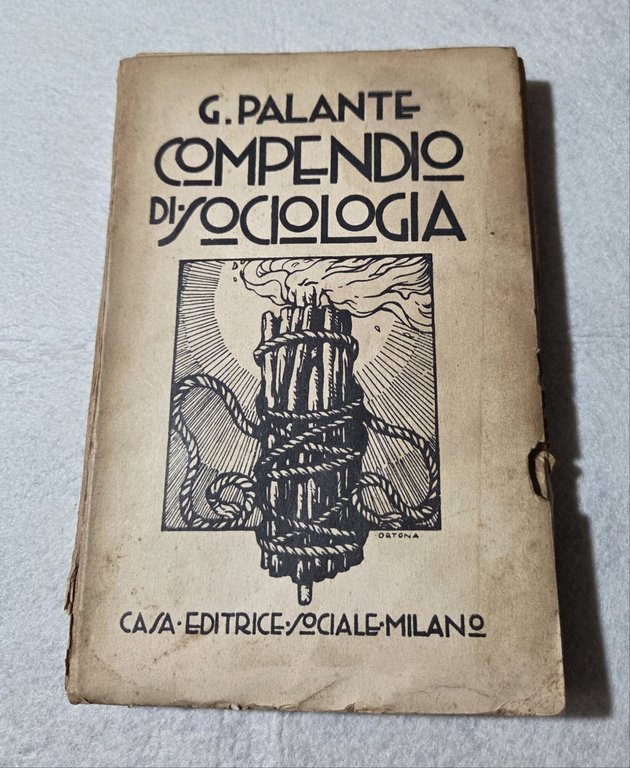 G. PALANTE
COMPENDIO
DI·SOCIOLOGIA
·ORTONA·
CASA·EDITRICE·SOCIALE·MILANO